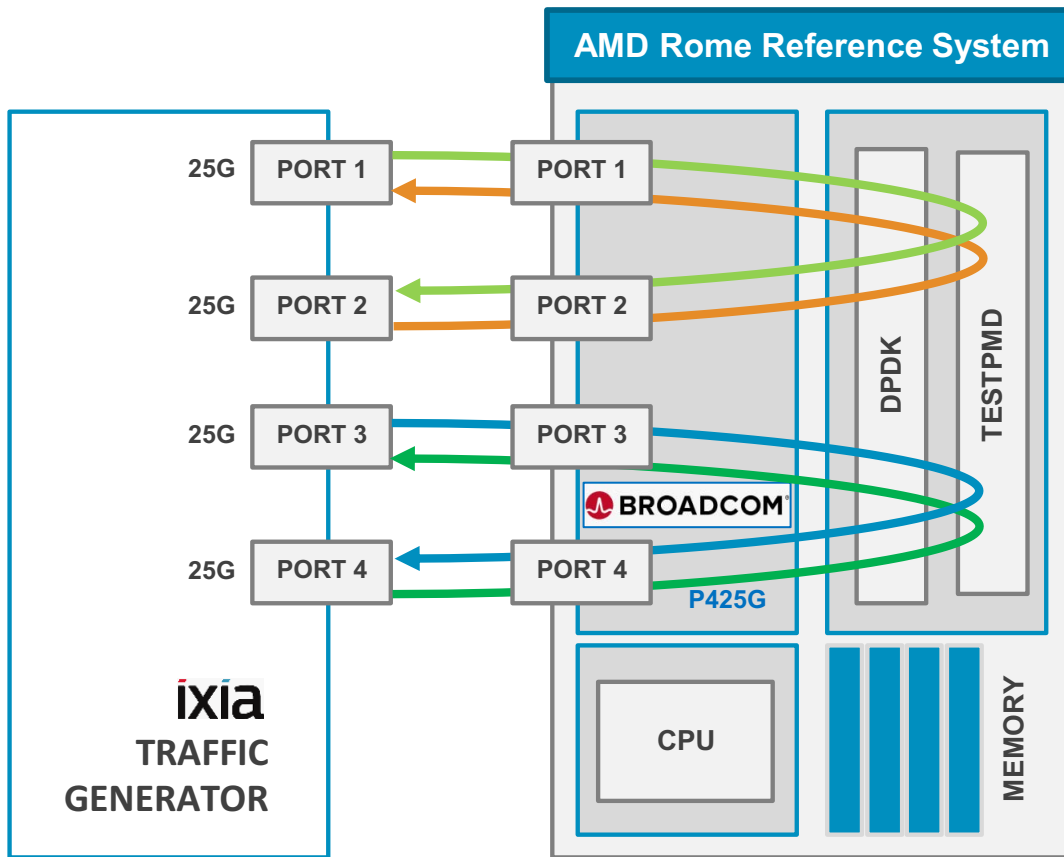 AMD Rome Reference System
25G
PORT 1
PORT 1
25G
PORT 2
PORT 2
25G
PORT 3
PORT 3
25G
PORT 4
PORT 4
BROADCOM®
P425G
DPDK
TESTPMD
ixia
TRAFFIC
GENERATOR
CPU
MEMORY